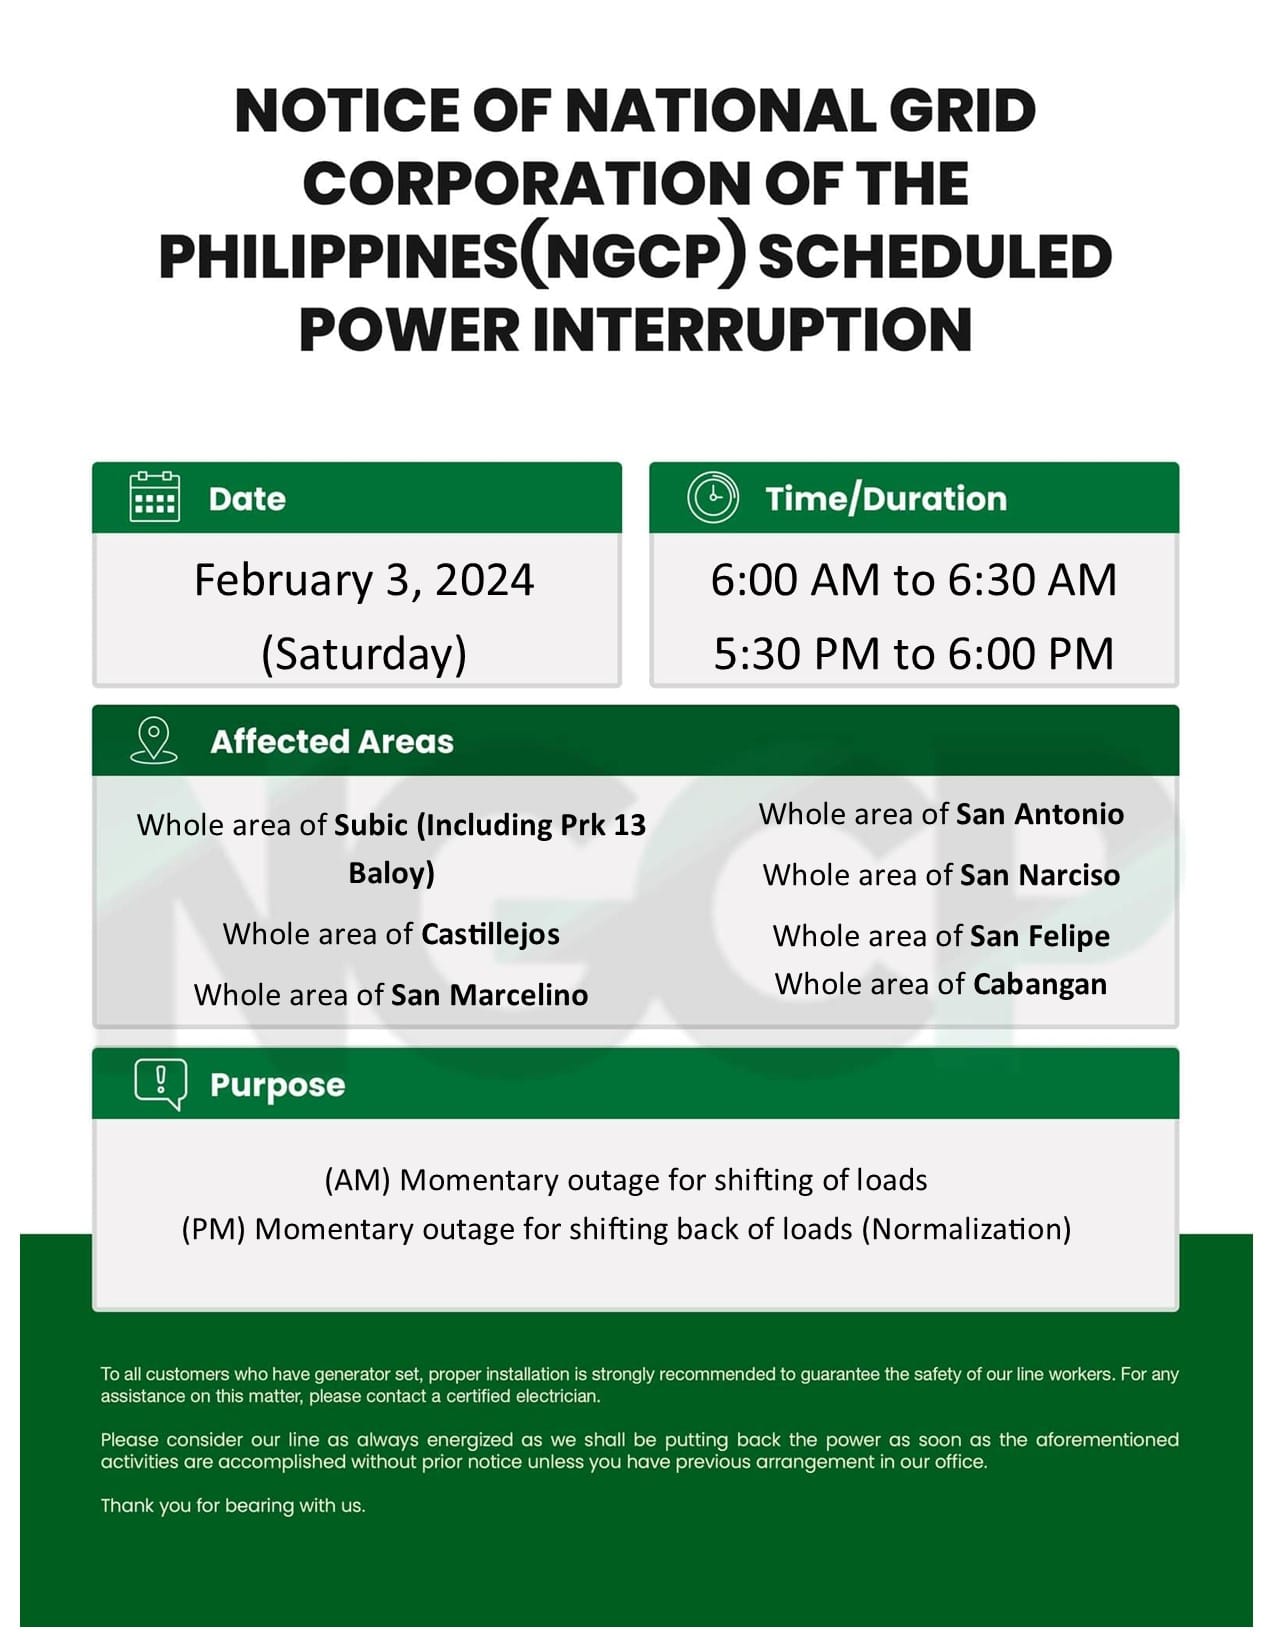 NOTICE OF NATIONAL GRID
CORPORATION OF THE
PHILIPPINES(NGCP) SCHEDULED
POWER INTERRUPTION
Date
February 3, 2024
(Saturday)
Time/Duration
6:00 AM to 6:30 AM
5:30 PM to 6:00 PM
Affected Areas
Whole area of Subic (Including Prk 13
Baloy)
Whole area of Castillejos
Whole area of San Marcelino
Whole area of San Antonio
Whole area of San Narciso
Whole area of San Felipe
Whole area of Cabangan
NGCP
Purpose
(AM) Momentary outage for shifting of loads
(PM) Momentary outage for shifting back of loads (Normalization)
To all customers who have generator set, proper installation is strongly recommended to guarantee the safety of our line workers. For any
assistance on this matter, please contact a certified electrician.
Please consider our line as always energized as we shall be putting back the power as soon as the aforementioned
activities are accomplished without prior notice unless you have previous arrangement in our office.
Thank you for bearing with us.